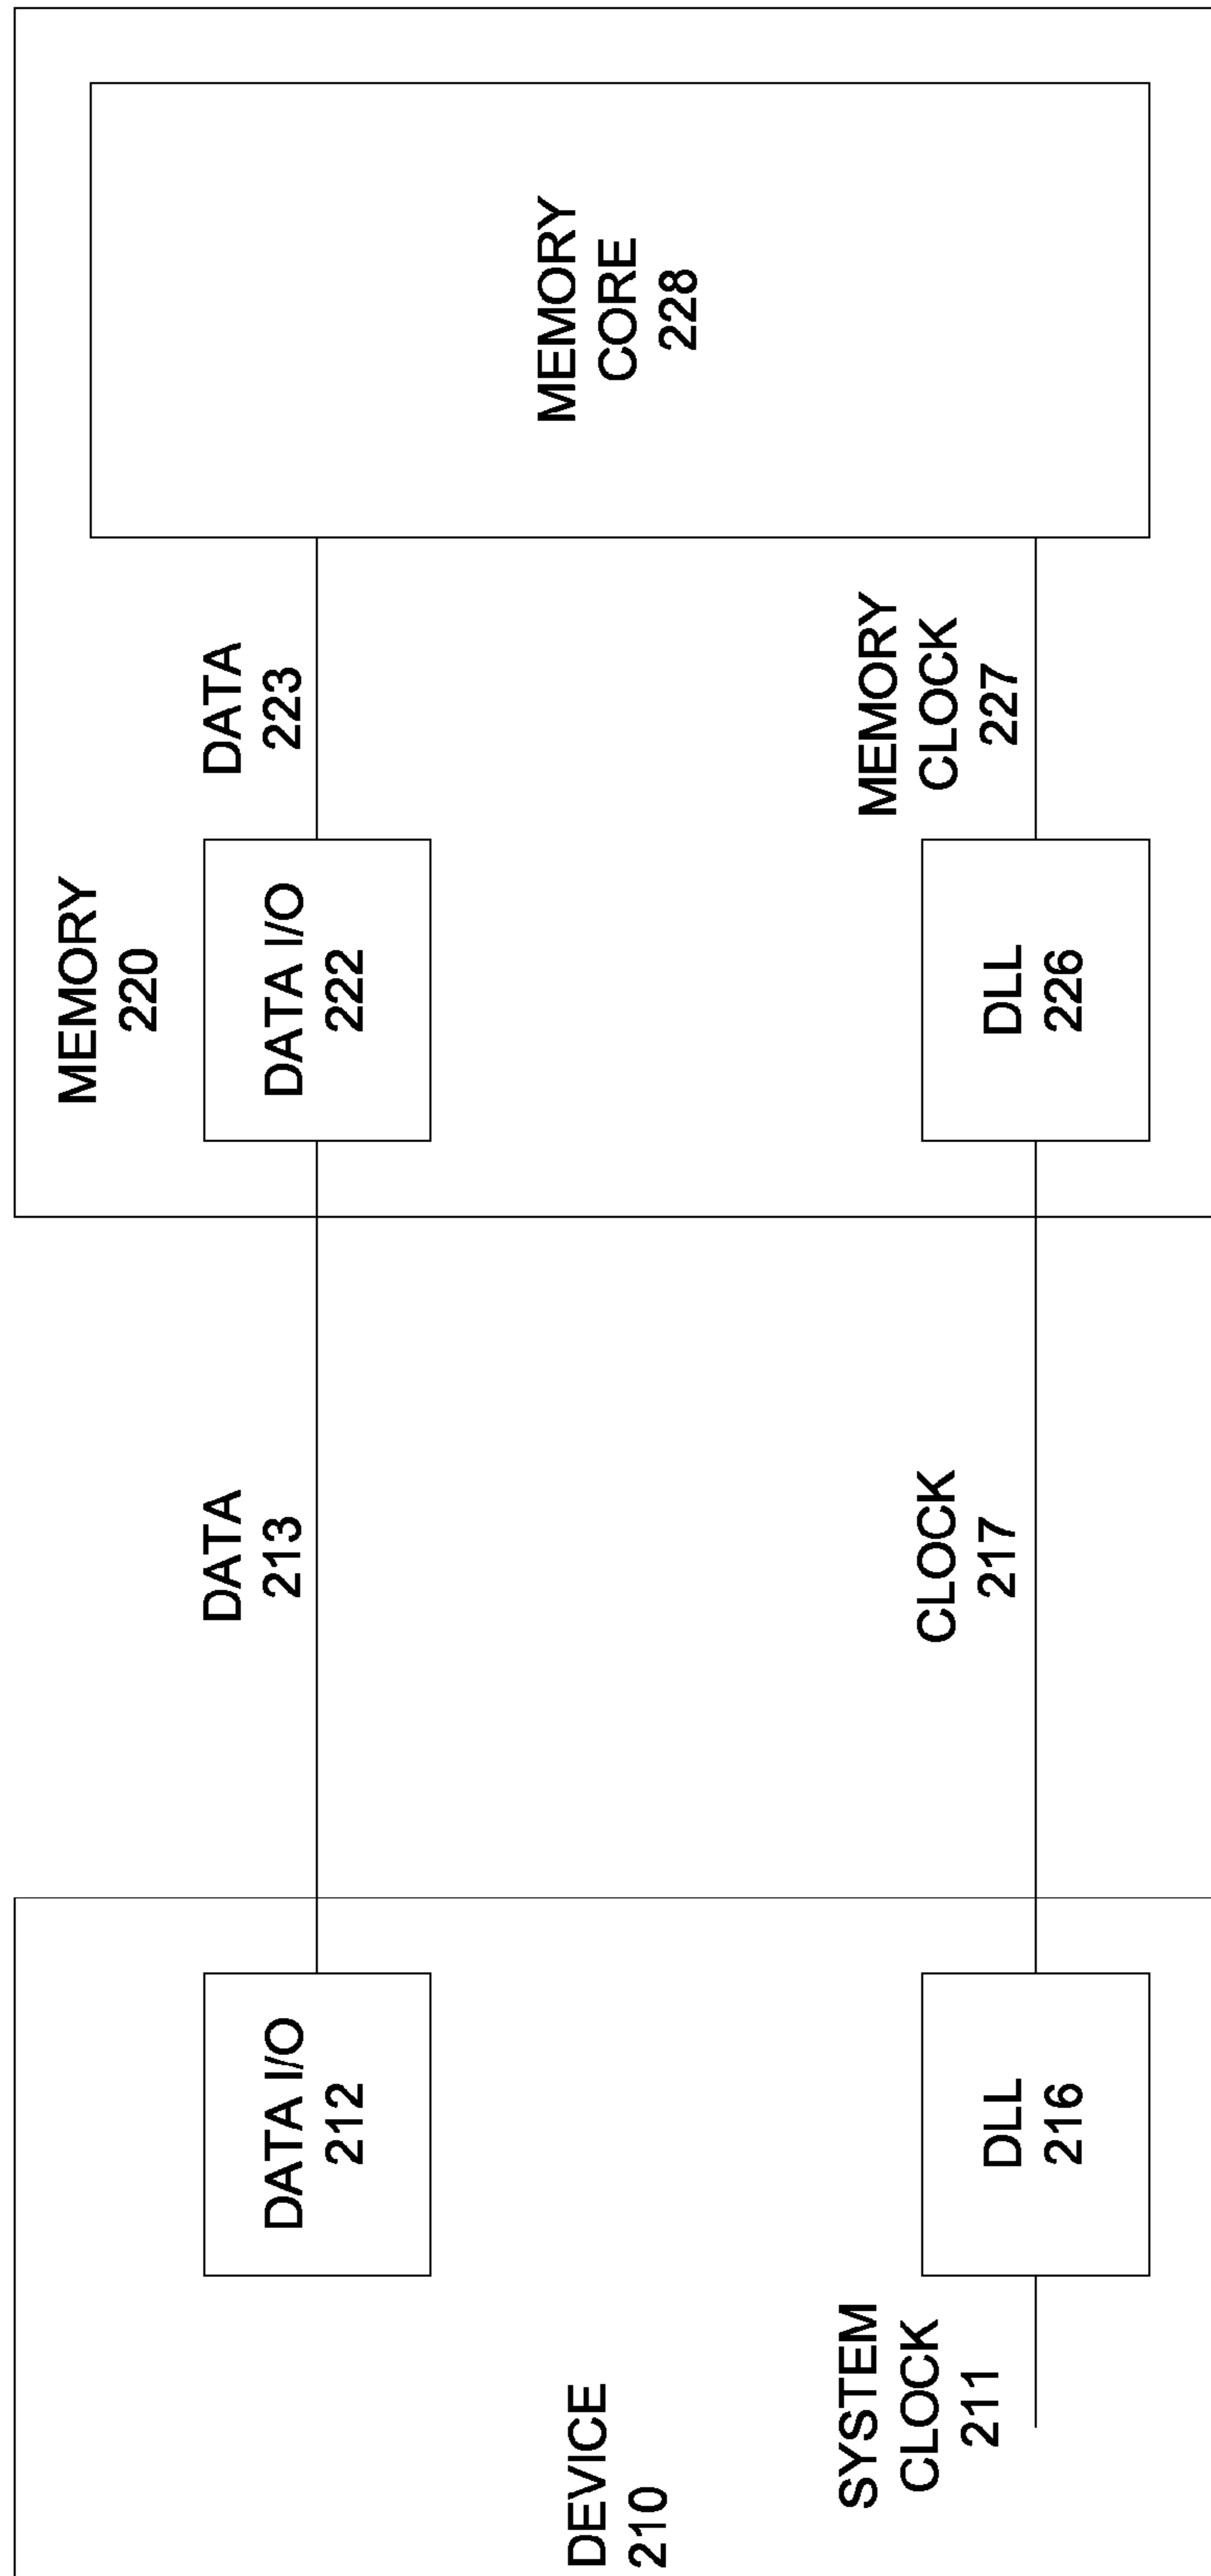 DEVICE
210
DATA I/O
212
SYSTEM
CLOCK
211
DLL
216
DATA
213
CLOCK
217
MEMORY
220
DATA I/O
222
DLL
226
DATA
223
MEMORY
CLOCK
227
MEMORY
CORE
228